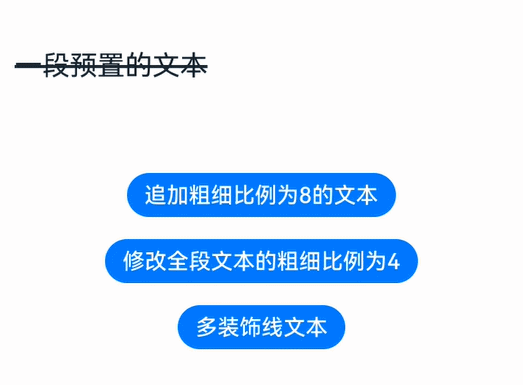 一段预置的文本
追加粗细比例为8的文本
修改全段文本的粗细比例为4
多装饰线文本